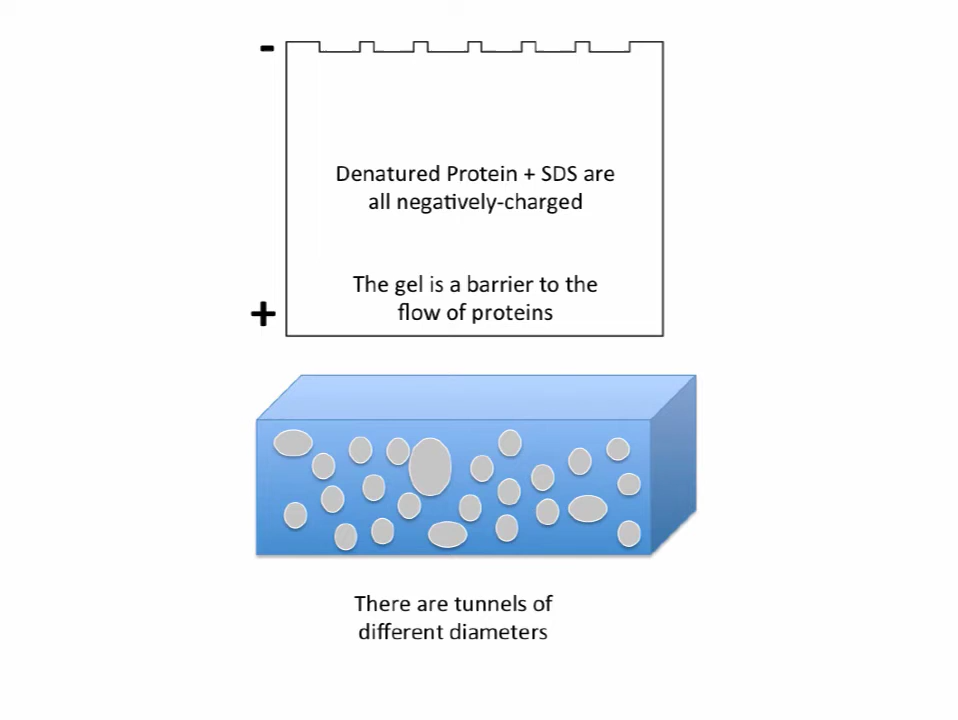 -
Denatured Protein + SDS are
all negatively-charged
The gel is a barrier to the
flow of proteins
+
There are tunnels of
different diameters